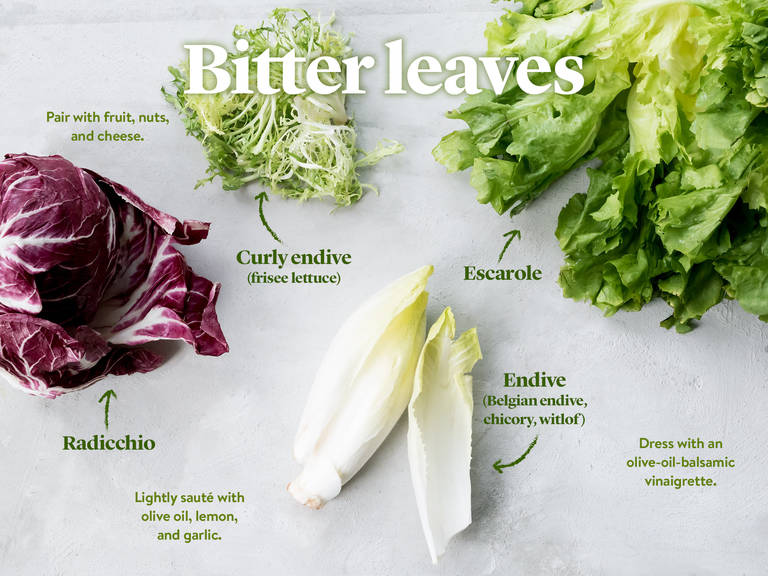 Bitter leaves
Pair with fruit, nuts,
and cheese.
Curly endive
(frisee lettuce)
Escarole
Radicchio
Endive
(Belgian endive,
chicory, witlof)
Lightly sauté with
olive oil, lemon,
and garlic.
Dress with an
olive-oil-balsamic
vinaigrette.